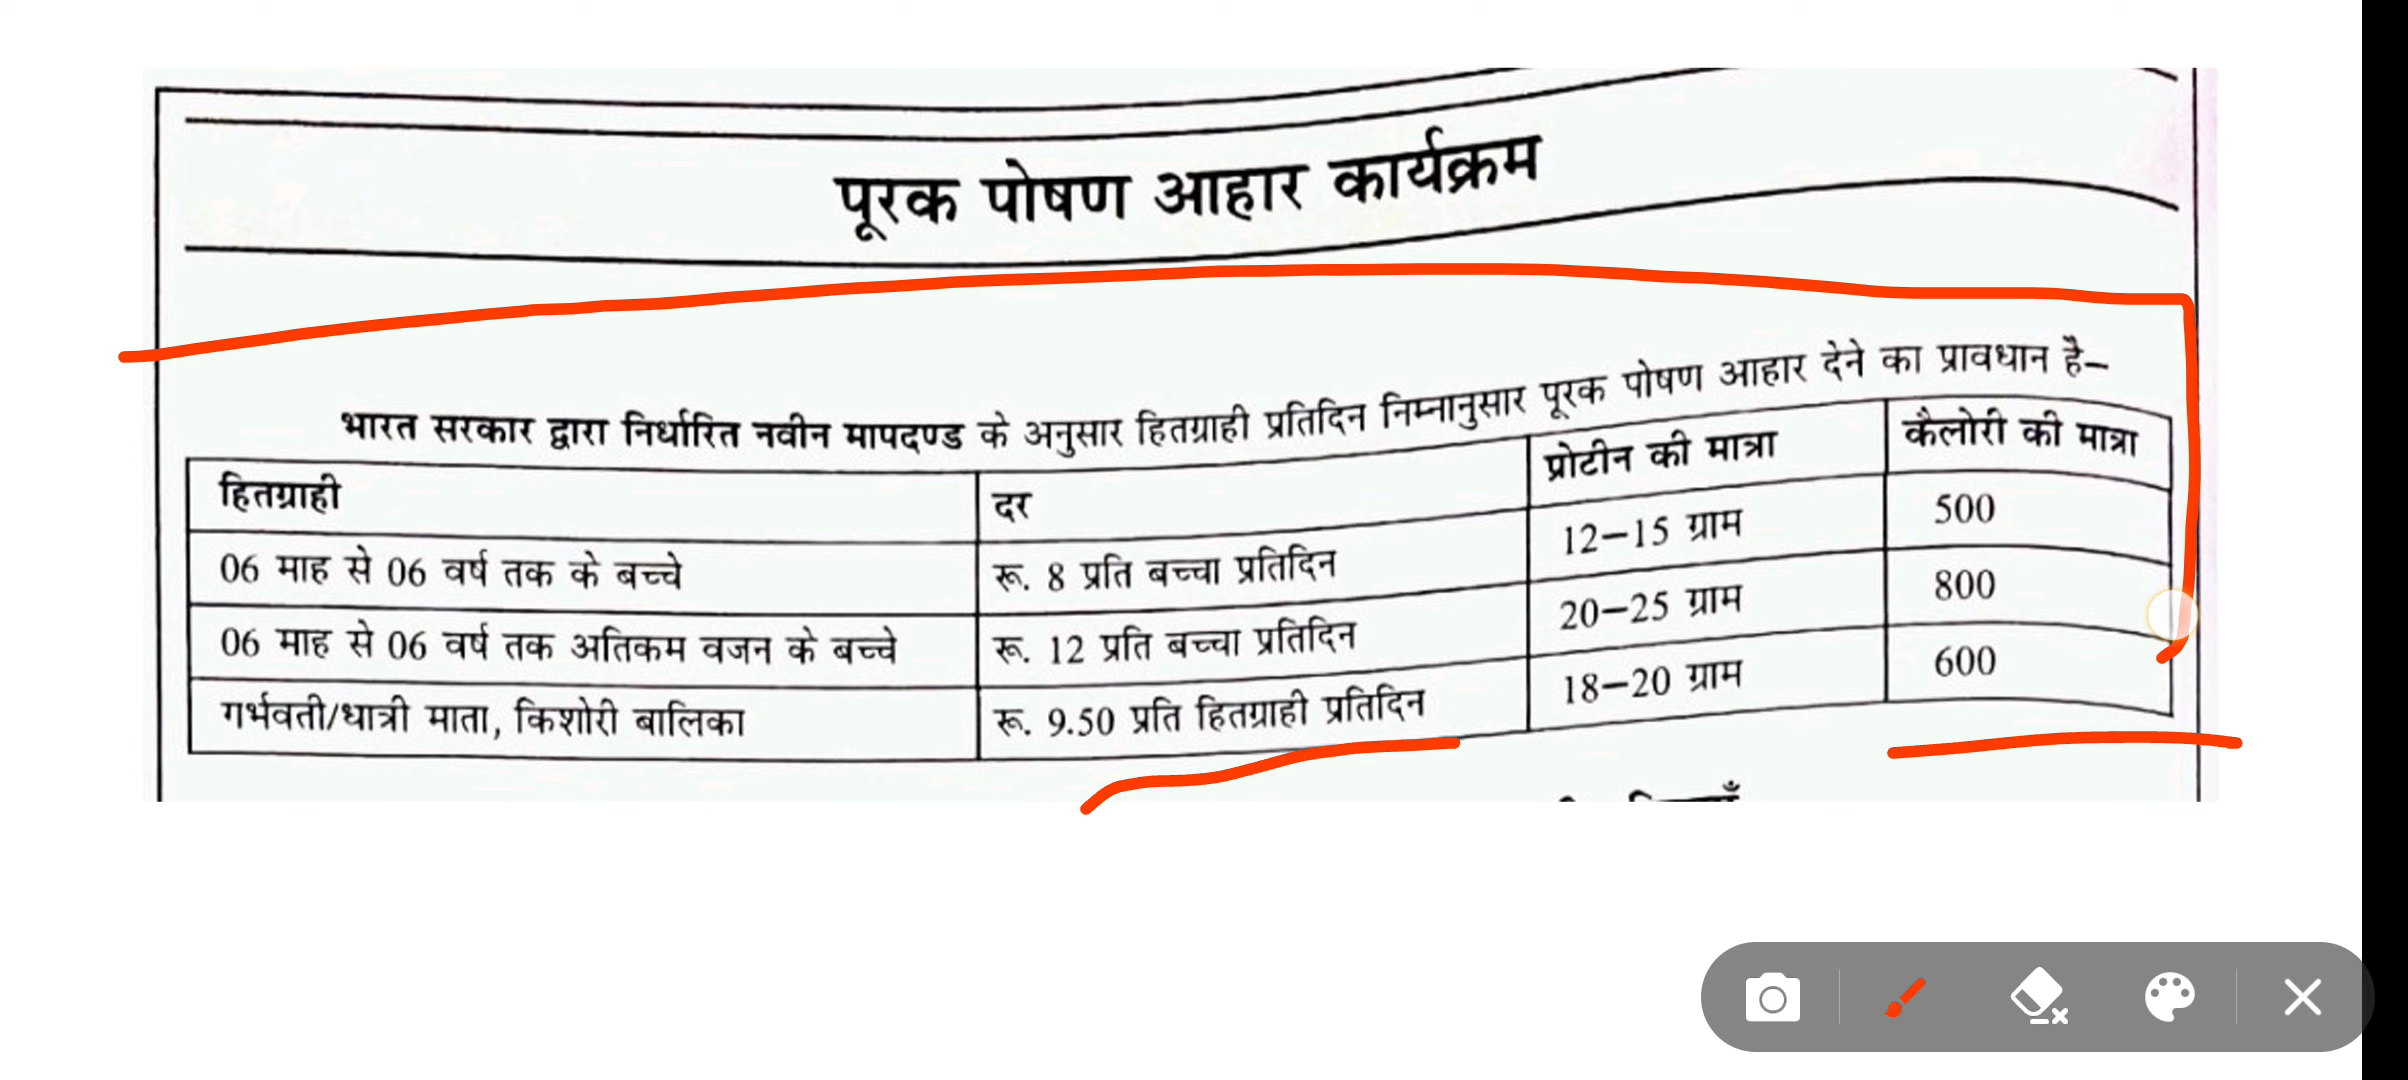 पूरक पोषण आहार कार्यक्रम
भारत सरकार द्वारा निर्धारित नवीन मापदण्ड के अनुसार हितग्राही प्रतिदिन निम्नानुसार पूरक पोषण आहार देने का प्रावधान है–
हितग्राही दर प्रोटीन की मात्रा कैलोरी की मात्रा
06 माह से 06 वर्ष तक के बच्चे रू. 8 प्रति बच्चा प्रतिदिन 12–15 ग्राम 500
06 माह से 06 वर्ष तक अतिकम वजन के बच्चे रू. 12 प्रति बच्चा प्रतिदिन 20–25 ग्राम 800
गर्भवती/धात्री माता, किशोरी बालिका रू. 9.50 प्रति हितग्राही प्रतिदिन 18–20 ग्राम 600